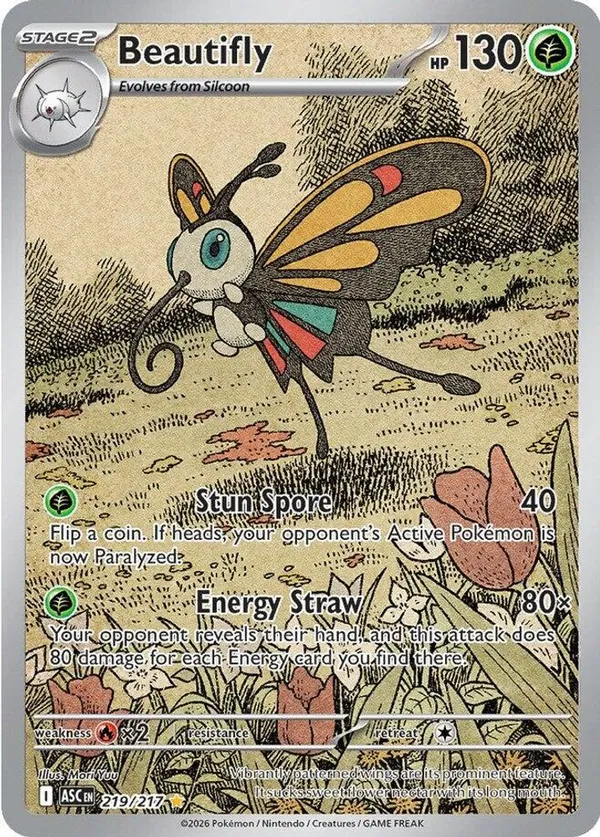 STAGE2 Beautifly HP 130
Evolves from Silcoon
Stun Spore 40
Flip a coin. If heads, your opponent's Active Pokémon is
now Paralyzed.
Energy Straw 80×
Your opponent reveals their hand, and this attack does
80 damage for each Energy card you find there.
weakness ×2 resistance retreat
Illus. Mori Yuu
Vibrantly patterned wings are its prominent feature.
It sucks sweet flower nectar with its long mouth.
I ASC EN 219/217
©2026 Pokémon / Nintendo / Creatures / GAME FREAK